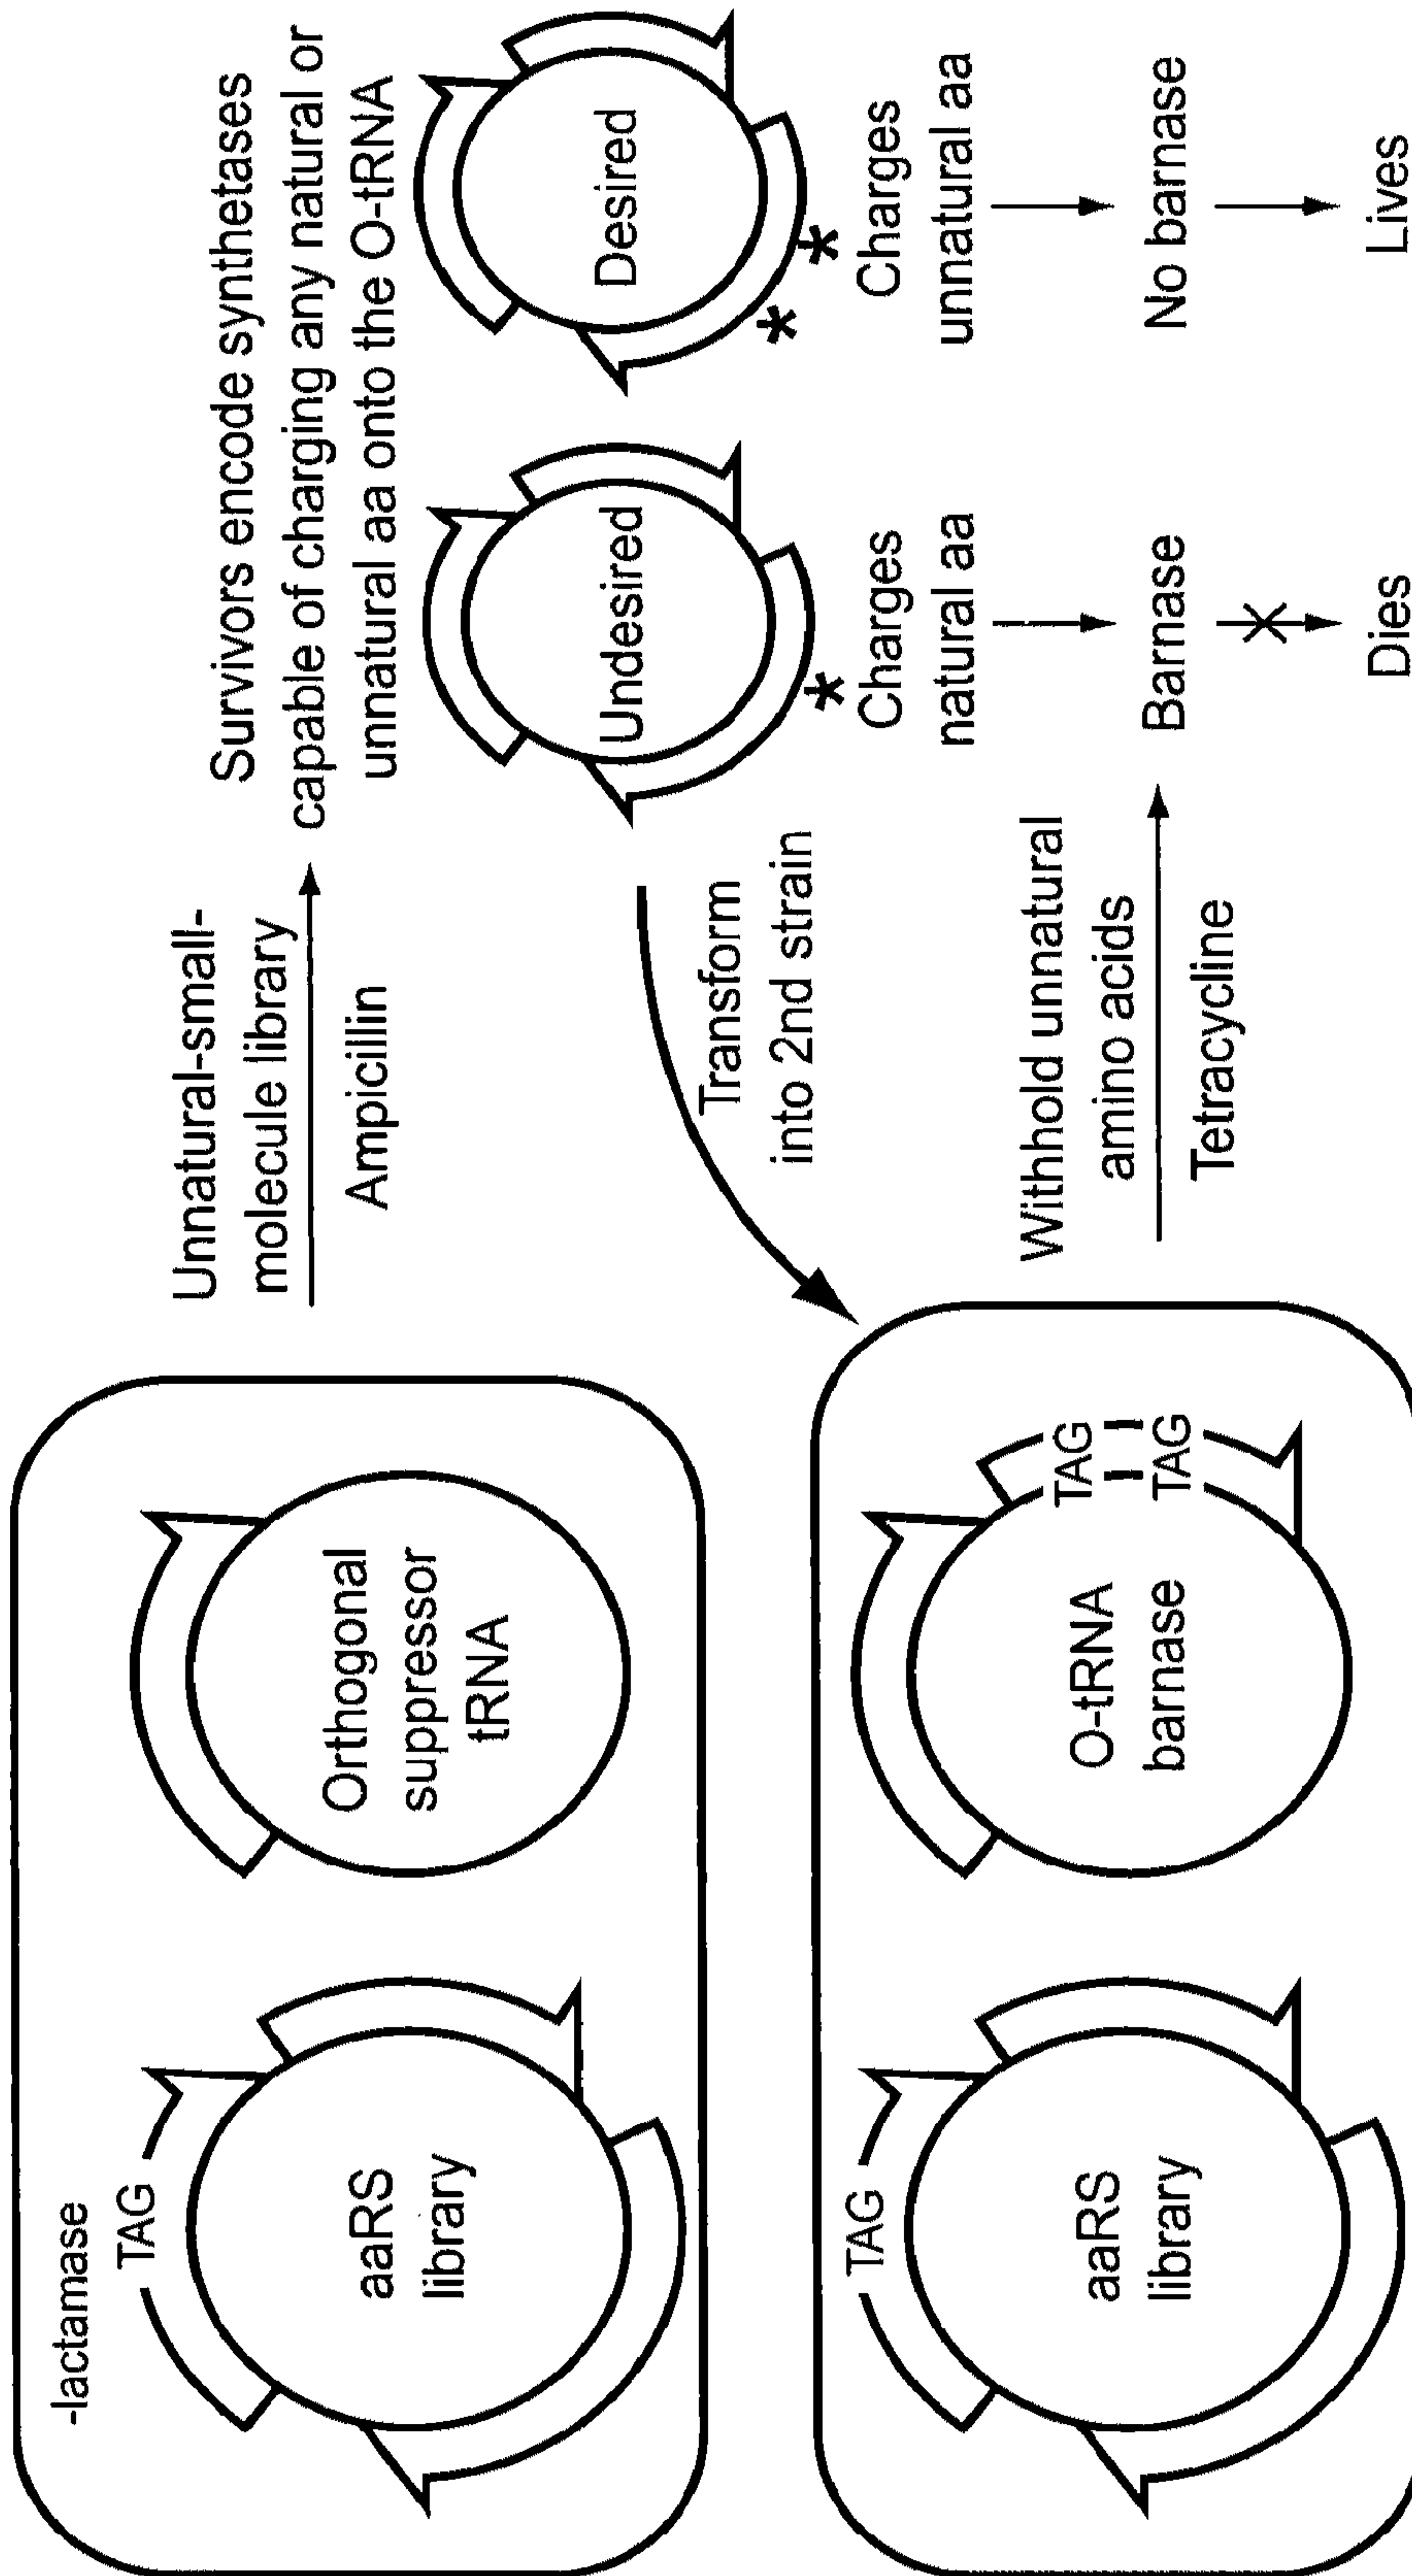 -lactamase
TAG
aaRS
library
Orthogonal
suppressor
tRNA
Unnatural-small-
molecule library
Ampicillin
Survivors encode synthetases
capable of charging any natural or
unnatural aa onto the O-tRNA
Undesired
*
Desired
*
*
Transform
into 2nd strain
TAG
aaRS
library
O-tRNA
barnase
TAG
TAG
Withhold unnatural
amino acids
Tetracycline
Charges
natural aa
Barnase
Dies
Charges
unnatural aa
No barnase
Lives